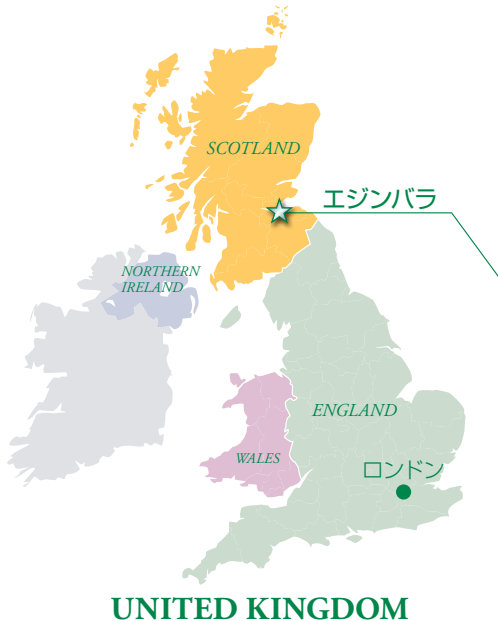 SCOTLAND
エジンバラ
NORTHERN
IRELAND
ENGLAND
WALES
ロンドン
UNITED KINGDOM